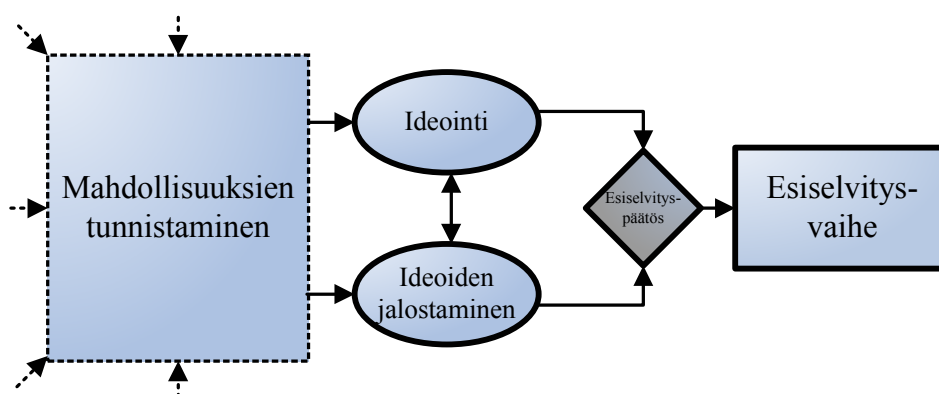 Mahdollisuuksien
tunnistaminen
Ideointi
Ideoiden
jalostaminen
Esiselvitys-
päätös
Esiselvitys-
vaihe